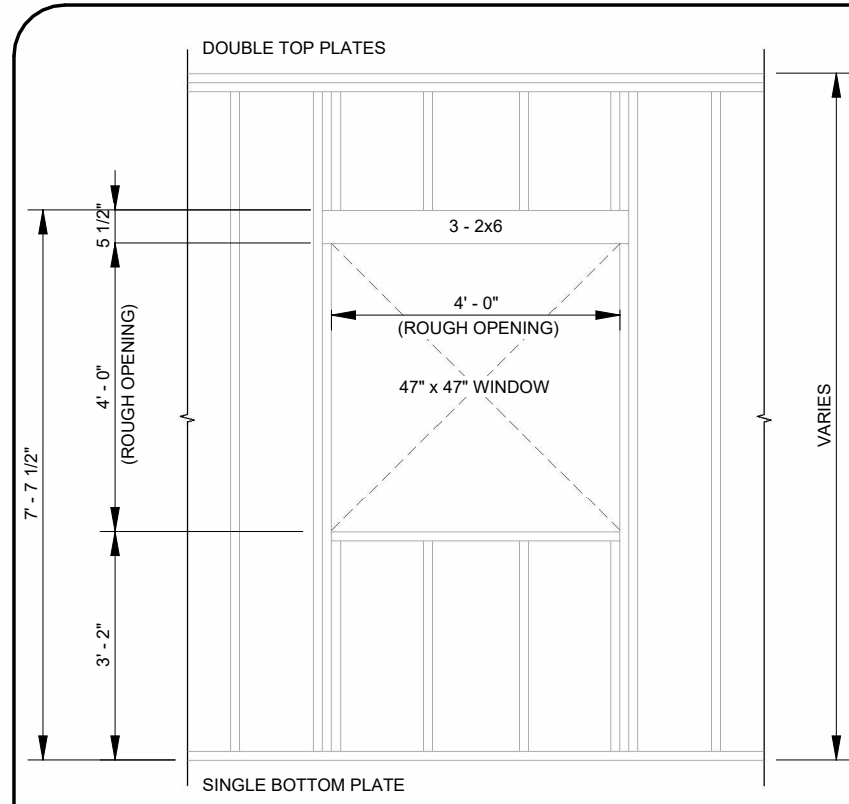 DOUBLE TOP PLATES
5 1/2"
3 - 2x6
4' - 0"
(ROUGH OPENING)
47" x 47" WINDOW
4' - 0"
(ROUGH OPENING)
7' - 7 1/2"
VARIES
3' - 2"
SINGLE BOTTOM PLATE